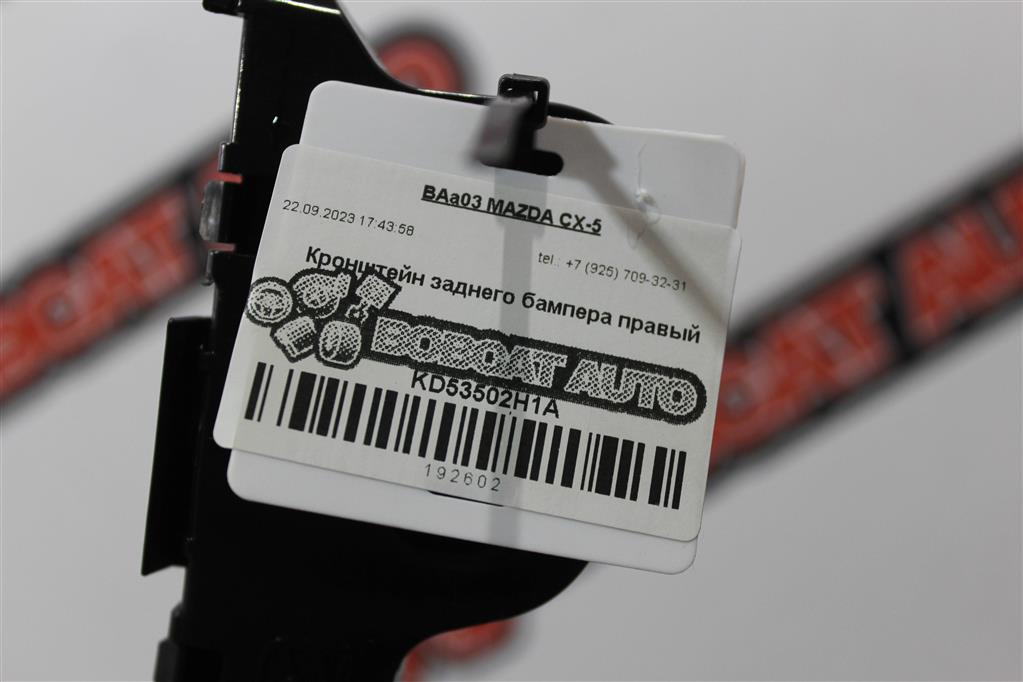 BAa03 MAZDA CX-5
22.09.2023 17:43:58
tel.: +7 (925) 709-32-31
Кронштейн заднего бампера правый
BOBOAT AUTO
KD53502H1A
192602